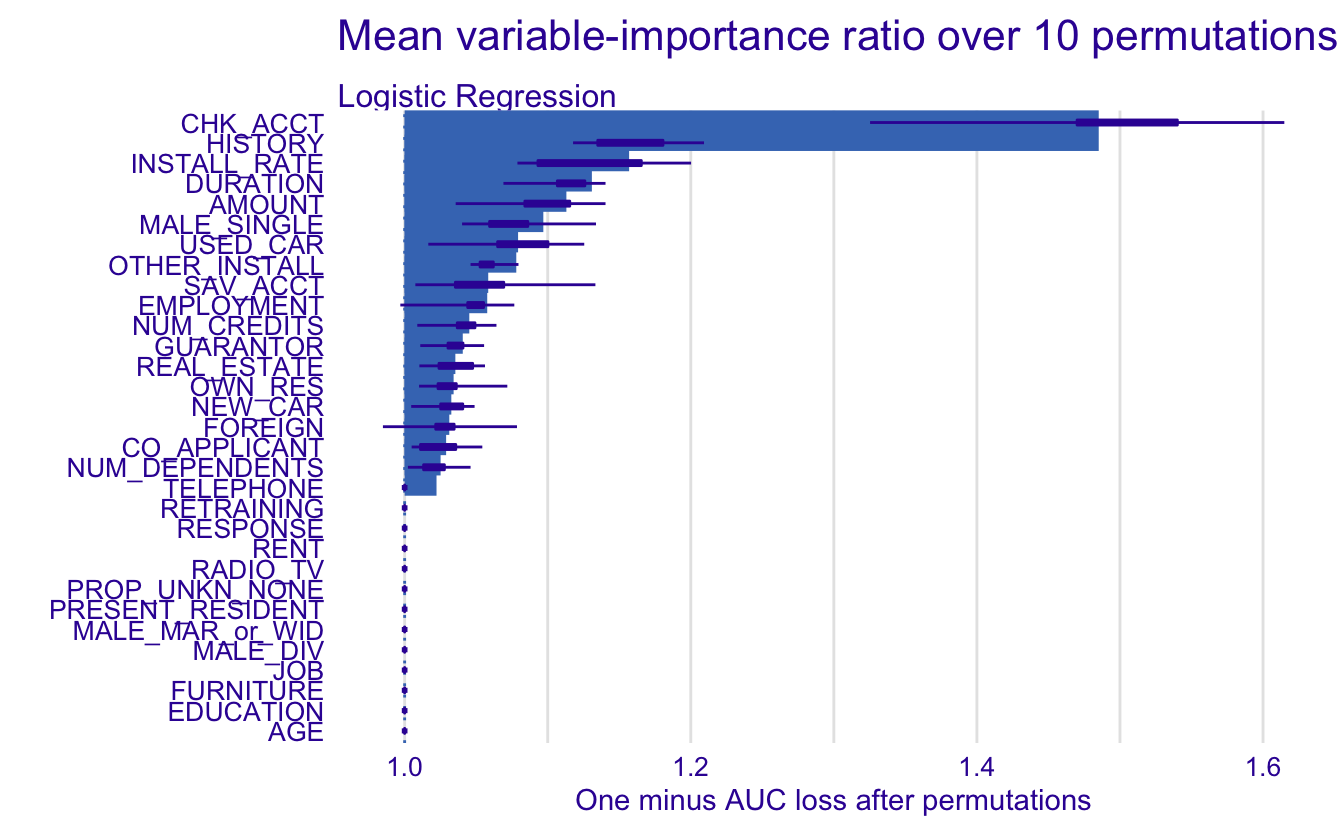 Mean variable-importance ratio over 10 permutations
Logistic Regression
CHK_ACCT
HISTORY
INSTALL_RATE
DURATION
AMOUNT
MALE_SINGLE
USED_CAR
OTHER_INSTALL
SAV_ACCT
EMPLOYMENT
NUM_CREDITS
GUARANTOR
REAL_ESTATE
OWN_RES
NEW_CAR
FOREIGN
CO_APPLICANT
NUM_DEPENDENTS
TELEPHONE
RETRAINING
RESPONSE
RENT
RADIO_TV
PROP_UNKN_NONE
PRESENT_RESIDENT
MALE_MAR_or_WID
MALE_DIV
JOB
FURNITURE
EDUCATION
AGE
1.0 1.2 1.4 1.6
One minus AUC loss after permutations